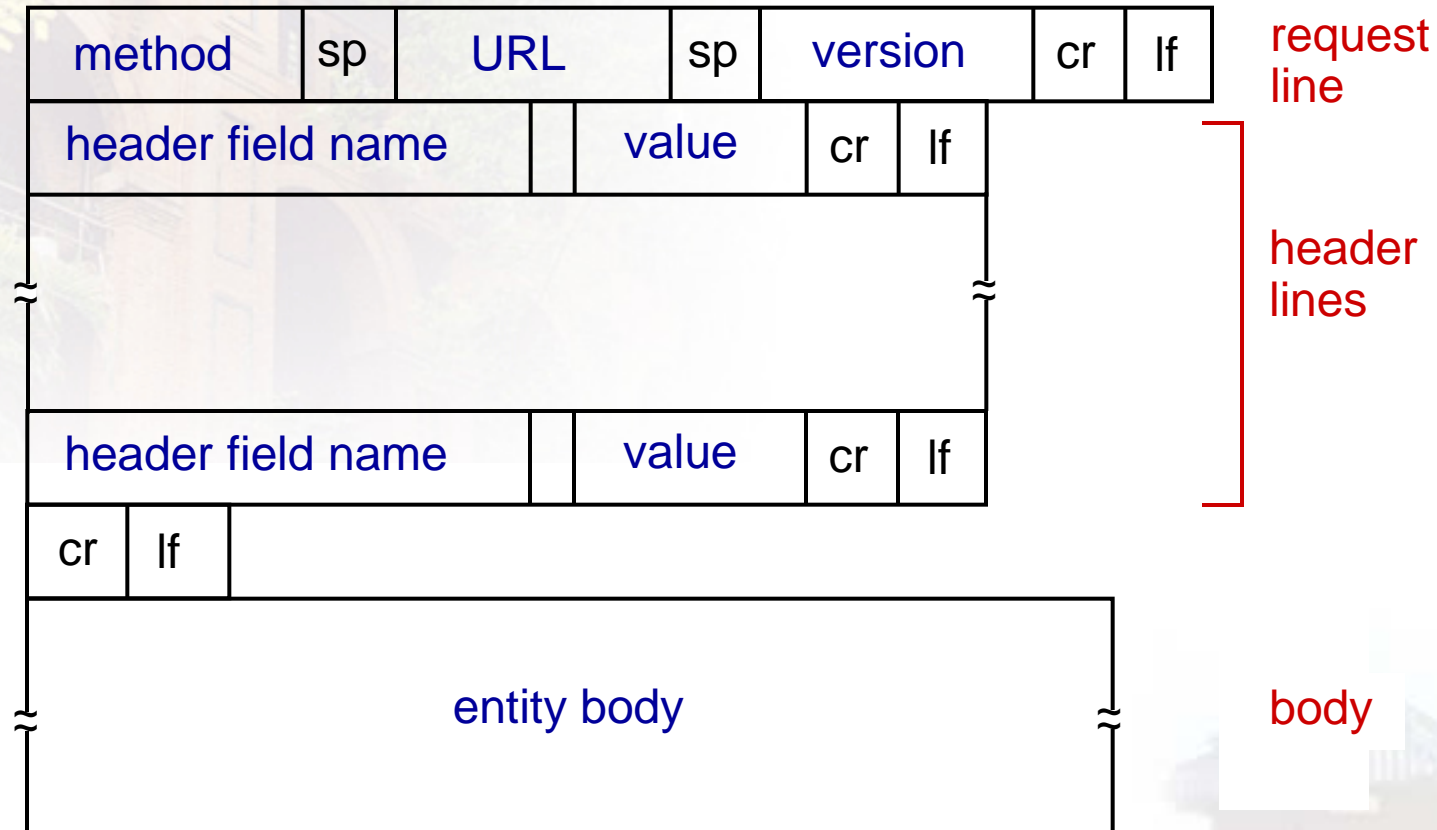 method sp URL sp version cr lf
request
line
header field name value cr lf
header
lines
header field name value cr lf
cr lf
entity body
body